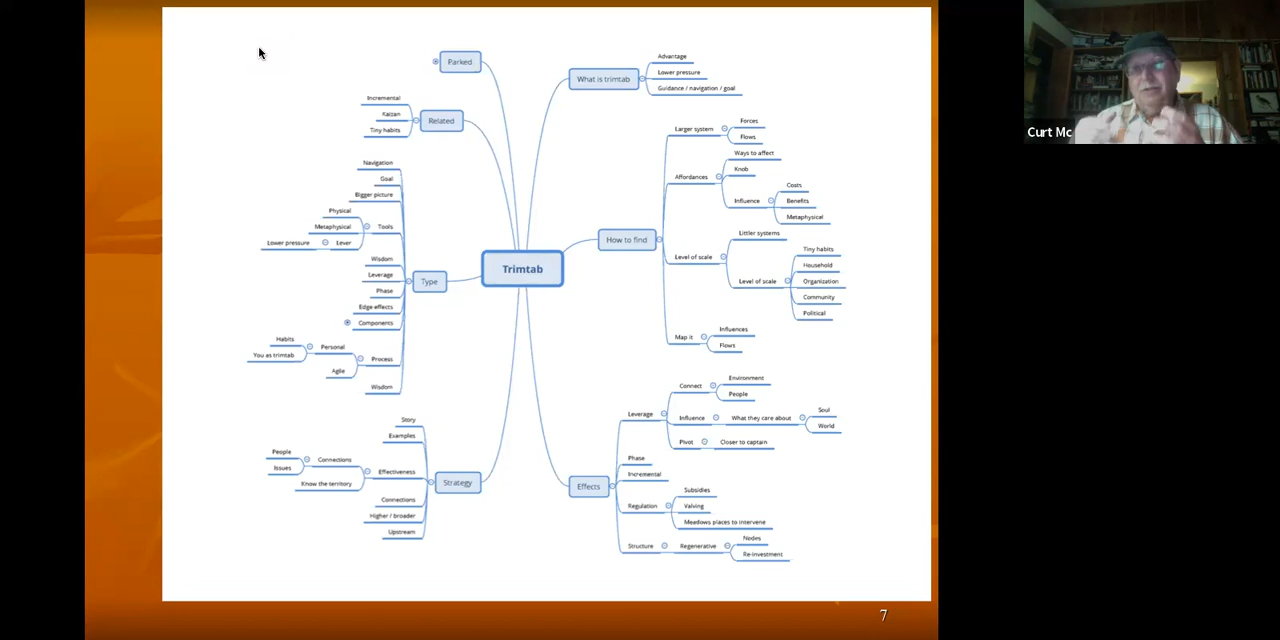 Parked
Related
Incremental
Kaizan
Tiny habits
Type
Navigation
Goal
Bigger picture
Tools
Physical
Metaphysical
Lever
Lower pressure
Wisdom
Leverage
Phase
Edge effects
Components
Process
Personal
Habits
You as trimtab
Agile
Wisdom
Strategy
Story
Examples
Effectiveness
Connections
People
Issues
Know the territory
Connections
Higher / broader
Upstream
Trimtab
What is trimtab
Advantage
Lower pressure
Guidance / navigation / goal
How to find
Larger system
Forces
Flows
Affordances
Ways to affect
Knob
Influence
Costs
Benefits
Metaphysical
Level of scale
Littler systems
Level of scale
Tiny habits
Household
Organization
Community
Political
Map it
Influences
Flows
Effects
Leverage
Connect
Environment
People
Influence
What they care about
Soul
World
Pivot
Closer to captain
Phase
Incremental
Regulation
Subsidies
Valving
Meadows places to intervene
Structure
Regenerative
Nodes
Re-investment
7
Curt Mc